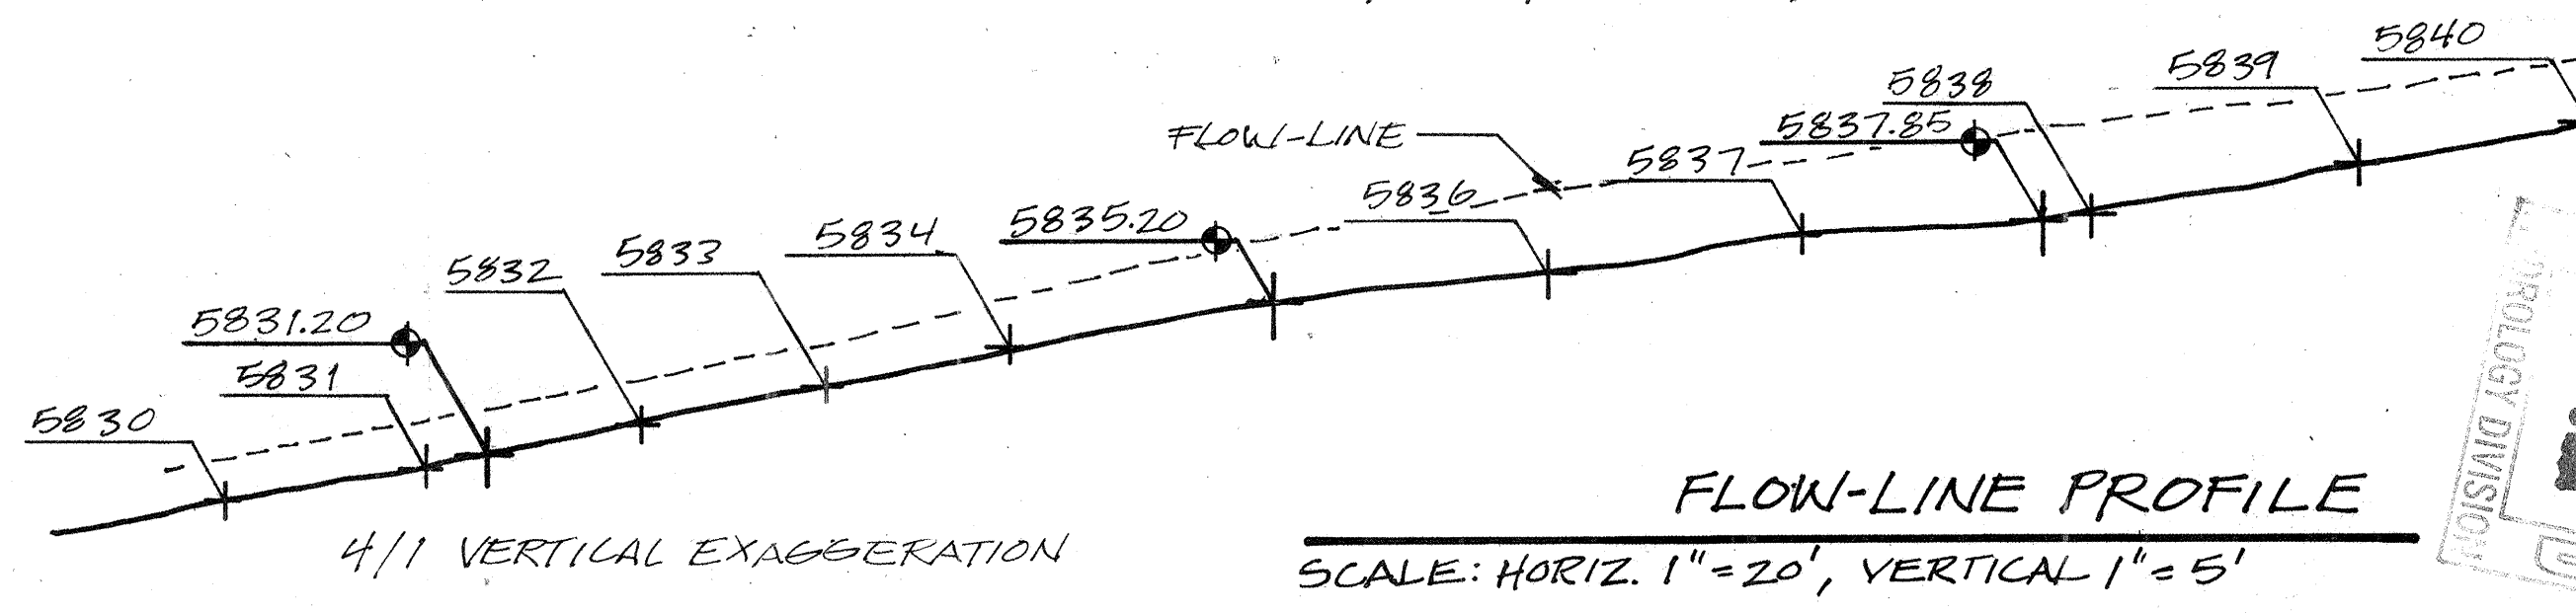 5830
5831
5831.20
5832
5833
5834
5835.20
FLOW-LINE
5836
5837
5837.85
5838
5839
5840
4/1 VERTICAL EXAGGERATION
FLOW-LINE PROFILE
SCALE: HORIZ. 1"=20', VERTICAL 1"=5'
DIVISION